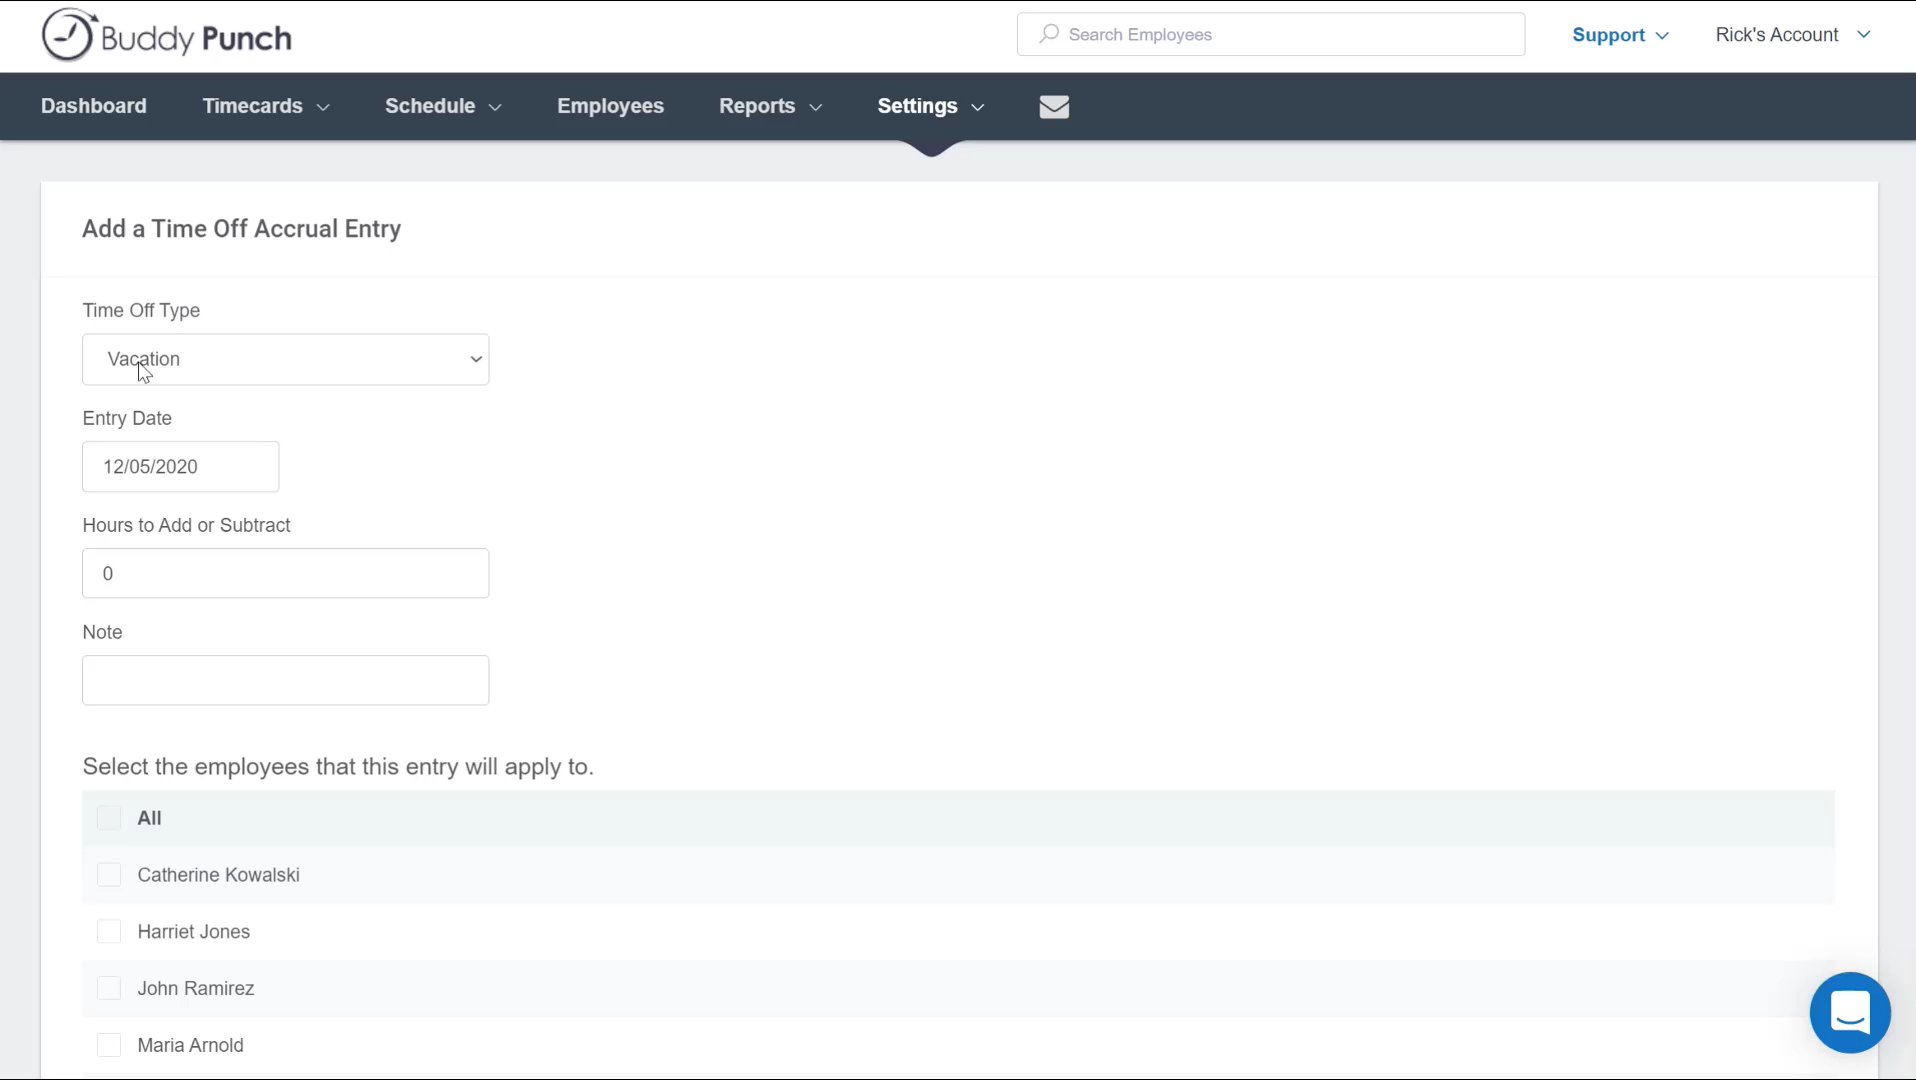 Buddy Punch
Search Employees
Support
Rick's Account
Dashboard
Timecards
Schedule
Employees
Reports
Settings
Add a Time Off Accrual Entry
Time Off Type
Vacation
Entry Date
12/05/2020
Hours to Add or Subtract
0
Note
Select the employees that this entry will apply to.
All
Catherine Kowalski
Harriet Jones
John Ramirez
Maria Arnold